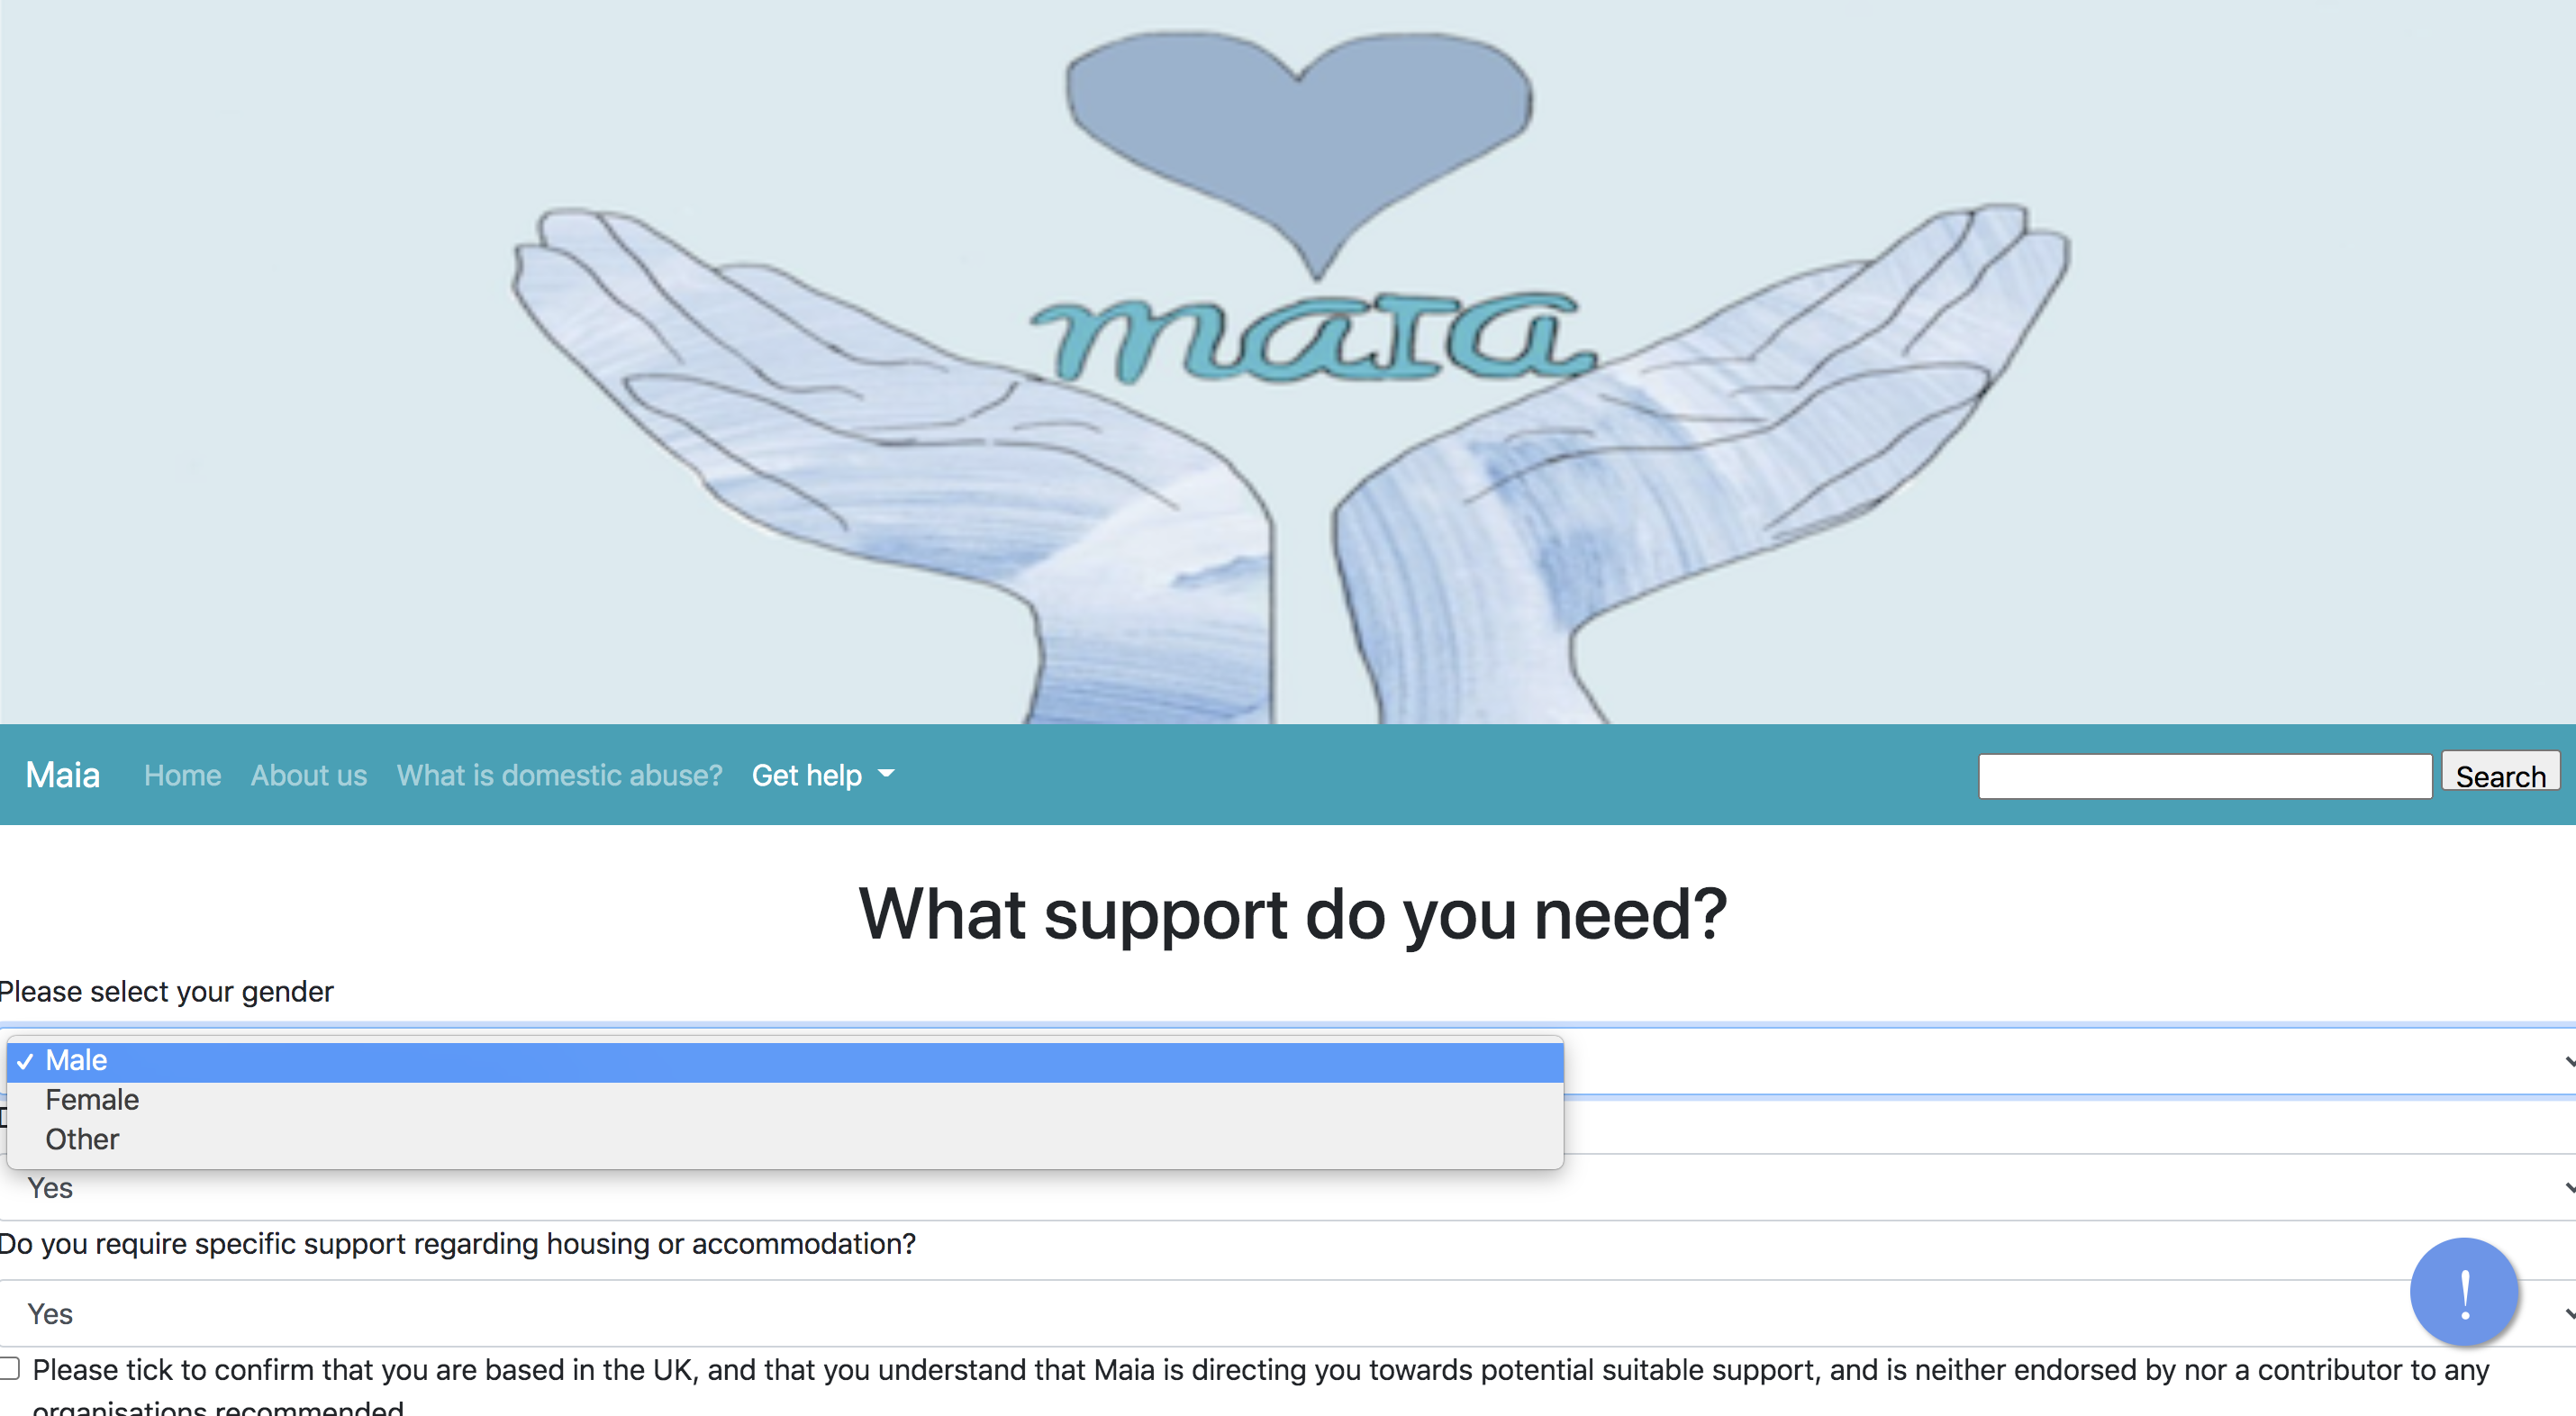 maIa
Maia Home About us What is domestic abuse? Get help Search
What support do you need?
Please select your gender
✓ Male
Female
Other
Yes
Do you require specific support regarding housing or accommodation?
Yes
!
Please tick to confirm that you are based in the UK, and that you understand that Maia is directing you towards potential suitable support, and is neither endorsed by nor a contributor to any
organisations recommended